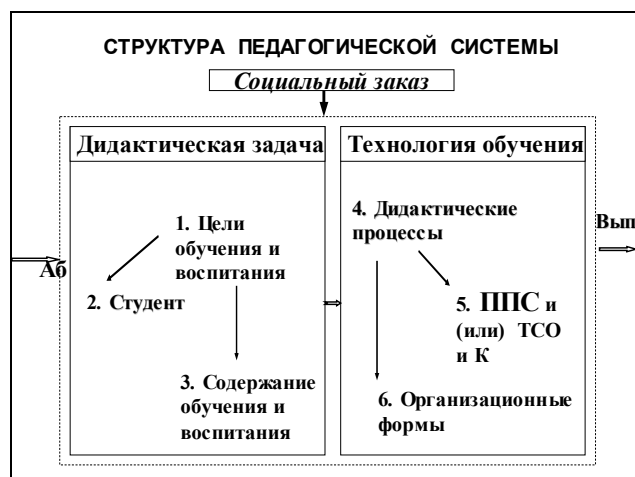 СТРУКТУРА ПЕДАГОГИЧЕСКОЙ СИСТЕМЫ
Социальный заказ
Дидактическая задача
1. Цели
обучения и
воспитания
2. Студент
3. Содержание
обучения и
воспитания
Технология обучения
4. Дидактические
процессы
5. ППС и
(или) ТСО
и К
6. Организационные
формы
Аб
Вып